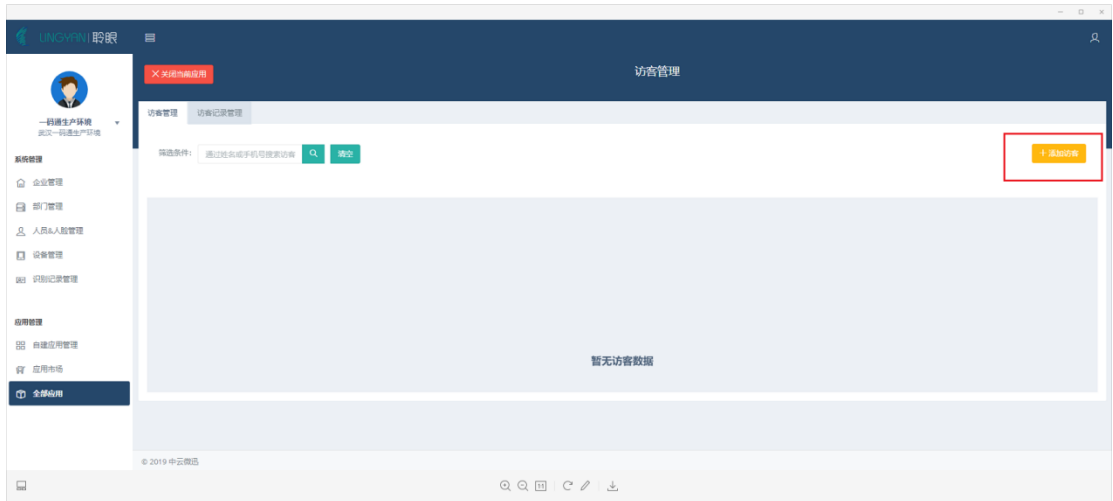 LINGYAN 聆眼
× 关闭当前应用
访客管理
一码通生产环境
武汉一码通生产环境
访客管理
访客记录管理
筛选条件:
通过姓名或手机号搜索访客
清空
+ 添加访客
系统管理
企业管理
部门管理
人员&人脸管理
设备管理
识别记录管理
应用管理
自建应用管理
应用市场
全部应用
暂无访客数据
© 2019 中云微迅
1:1